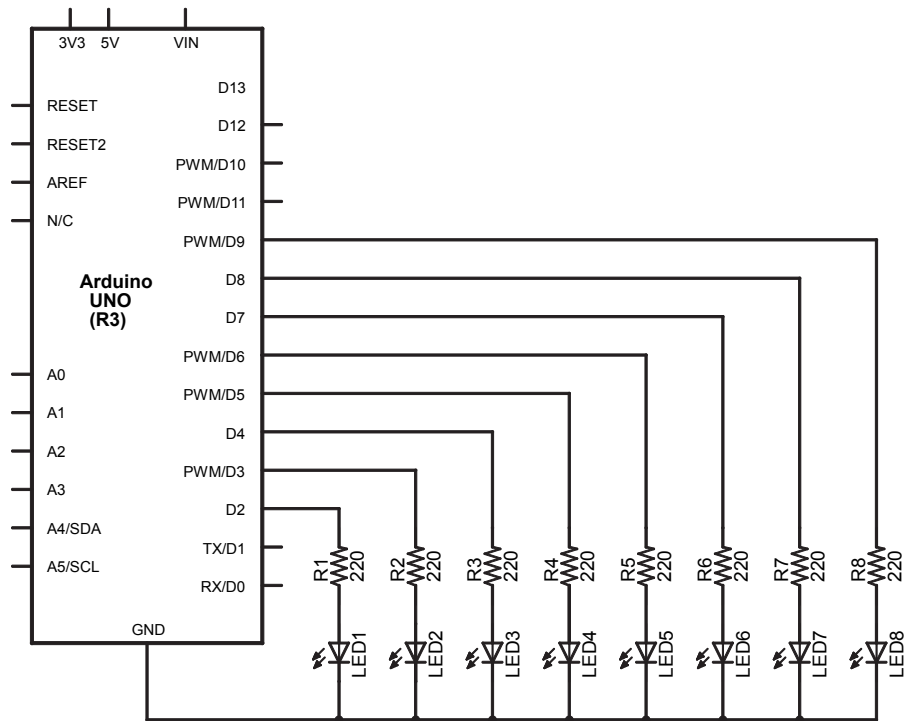 3V3 5V VIN
D13
RESET
D12
RESET2
PWM/D10
AREF
PWM/D11
N/C
PWM/D9
Arduino
UNO
(R3)
D8
D7
PWM/D6
A0
PWM/D5
A1
D4
A2
PWM/D3
A3
D2
A4/SDA
TX/D1
A5/SCL
RX/D0
GND
R1 220
R2 220
R3 220
R4 220
R5 220
R6 220
R7 220
R8 220
LED1
LED2
LED3
LED4
LED5
LED6
LED7
LED8